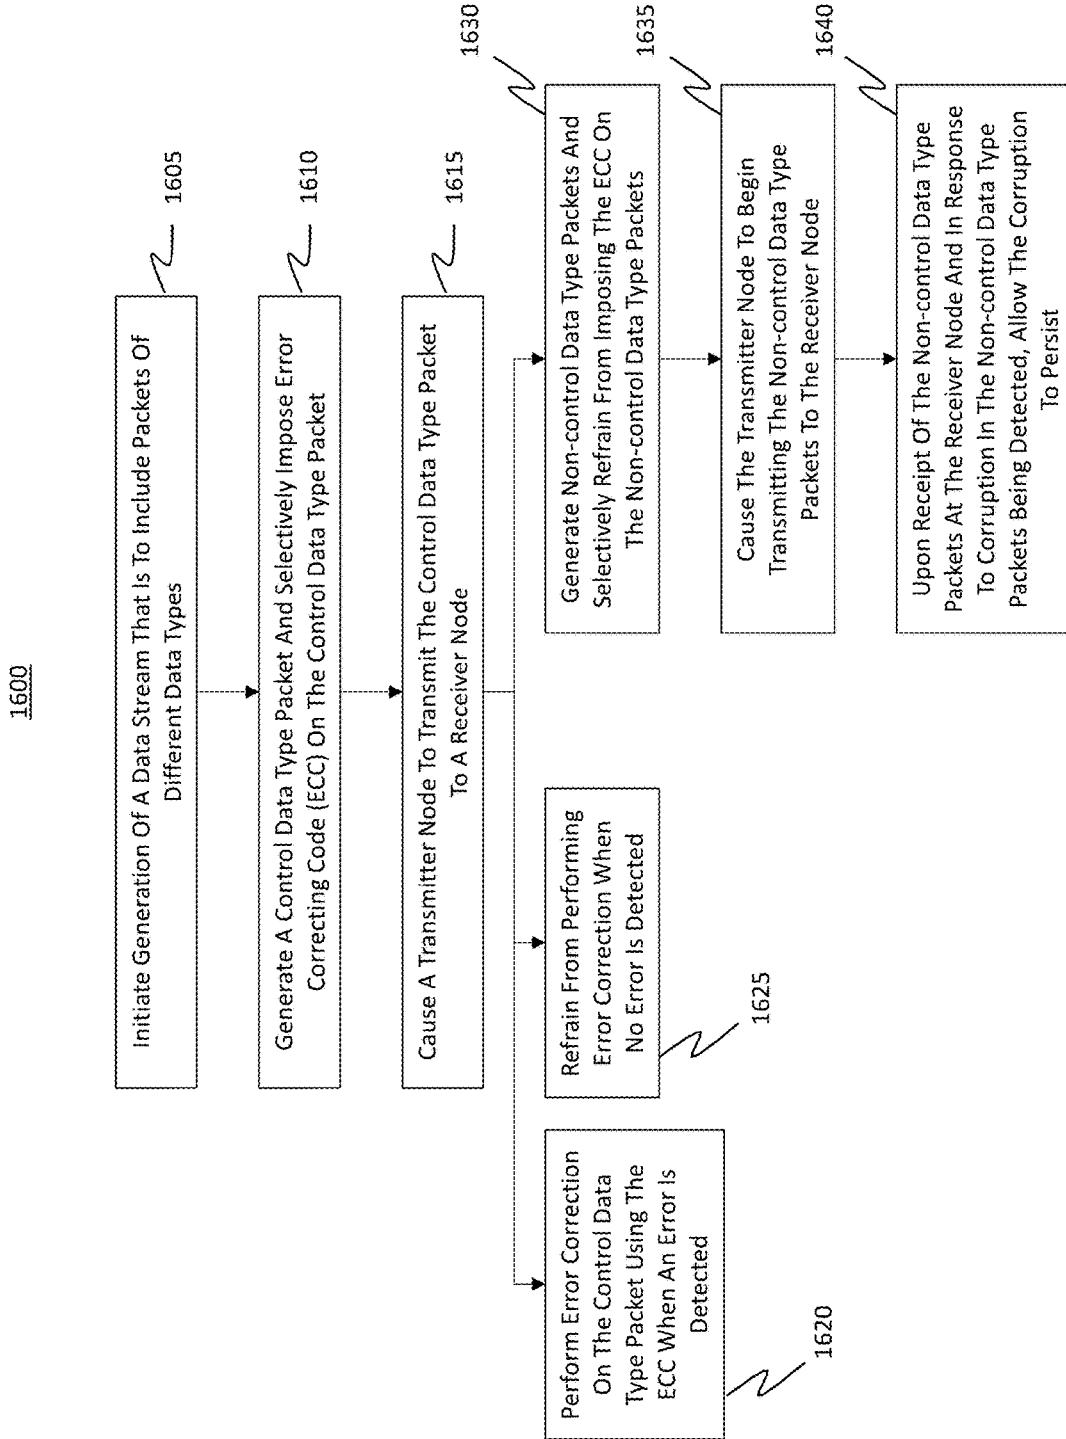 1600
Initiate Generation Of A Data Stream That Is To Include Packets Of
Different Data Types
1605
Generate A Control Data Type Packet And Selectively Impose Error
Correcting Code (ECC) On The Control Data Type Packet
1610
Cause A Transmitter Node To Transmit The Control Data Type Packet
To A Receiver Node
1615
Perform Error Correction
On The Control Data
Type Packet Using The
ECC When An Error Is
Detected
1620
Refrain From Performing
Error Correction When
No Error Is Detected
1625
Generate Non-control Data Type Packets And
Selectively Refrain From Imposing The ECC On
The Non-control Data Type Packets
1630
Cause The Transmitter Node To Begin
Transmitting The Non-control Data Type
Packets To The Receiver Node
1635
Upon Receipt Of The Non-control Data Type
Packets At The Receiver Node And In Response
To Corruption In The Non-control Data Type
Packets Being Detected, Allow The Corruption
To Persist
1640